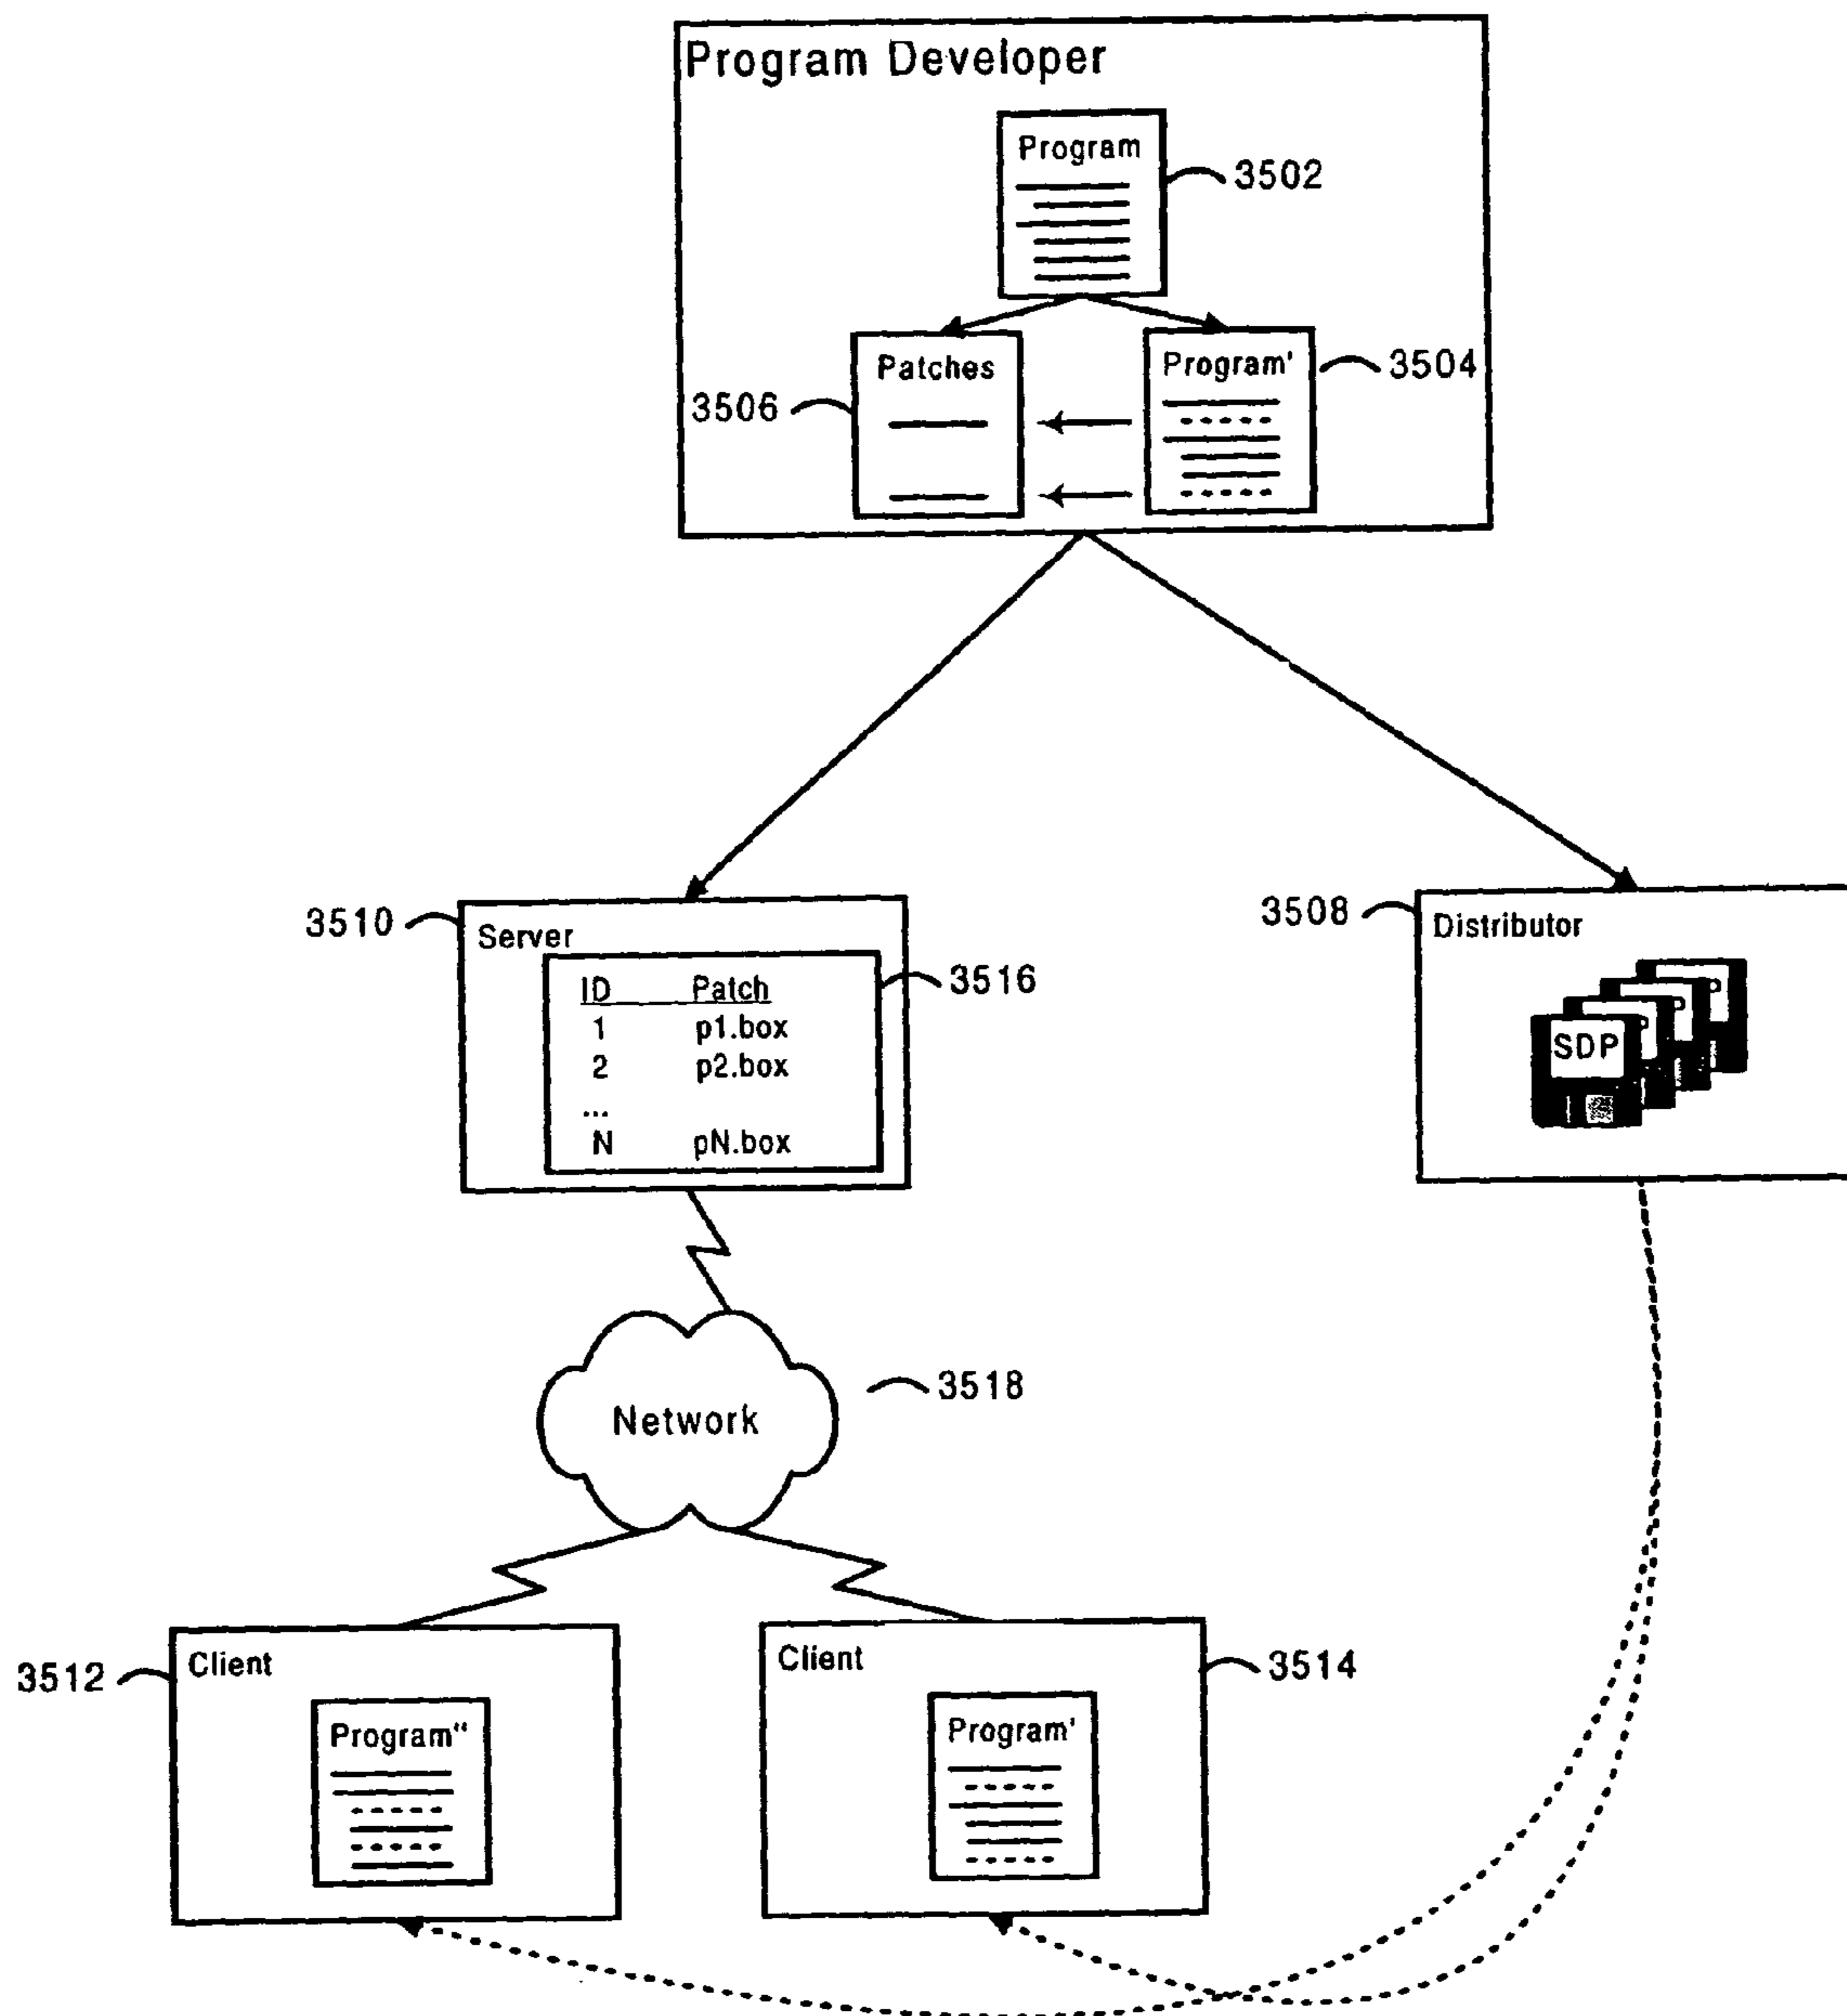 Program Developer
Program
3502
Patches
Program'
3504
3506
3510
Server
3516
ID Patch
1 p1.box
2 p2.box
...
N pN.box
3508
Distributor
SDP
3518
Network
3512
Client
Program"
Client
3514
Program'